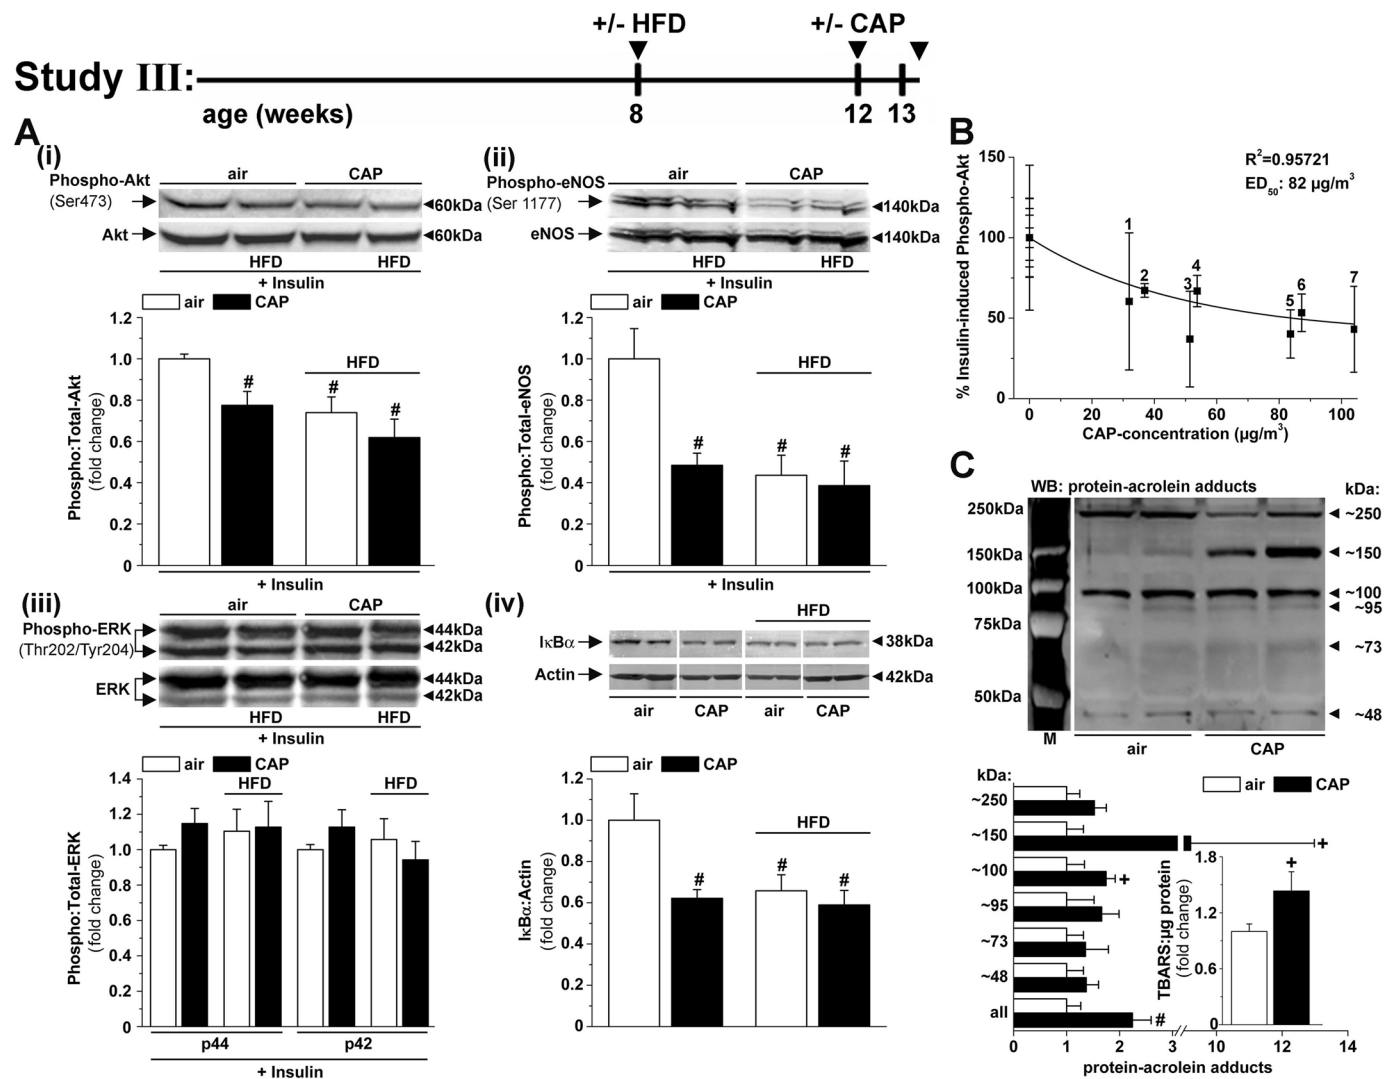 +/- HFD +/- CAP
Study III:
age (weeks) 8 12 13
A
(i)
air CAP
Phospho-Akt
(Ser473)
60kDa
Akt
60kDa
HFD HFD
+ Insulin
air CAP
1.2
1.0
0.8
0.6
0.4
0.2
0
Phospho:Total-Akt
(fold change)
HFD
# # #
+ Insulin
(ii)
air CAP
Phospho-eNOS
(Ser 1177)
140kDa
eNOS
140kDa
HFD HFD
+ Insulin
air CAP
1.2
1.0
0.8
0.6
0.4
0.2
0
Phospho:Total-eNOS
(fold change)
HFD
# # #
+ Insulin
(iii)
air CAP
Phospho-ERK
(Thr202/Tyr204)
44kDa
42kDa
ERK
44kDa
42kDa
HFD HFD
+ Insulin
air CAP
1.4
1.2
1.0
0.8
0.6
0.4
0.2
0
Phospho:Total-ERK
(fold change)
HFD HFD
p44 p42
+ Insulin
(iv)
HFD
IκBα
38kDa
Actin
42kDa
air CAP air CAP
air CAP
1.2
1.0
0.8
0.6
0.4
0.2
0
IκBα:Actin
(fold change)
HFD
# # #
B
% Insulin-induced Phospho-Akt
150
100
50
0
R²=0.95721
ED₅₀: 82 µg/m³
1 2 3 4 5 6 7
0 20 40 60 80 100
CAP-concentration (µg/m³)
C
WB: protein-acrolein adducts
kDa:
250kDa
150kDa
100kDa
75kDa
50kDa
~250
~150
~100
~95
~73
~48
M air CAP
kDa:
air CAP
~250
~150 +
~100 +
~95
~73
~48
all #
TBARS:µg protein
(fold change)
1.8
1.2
0.6
0
+
0 1 2 3 10 12 14
protein-acrolein adducts